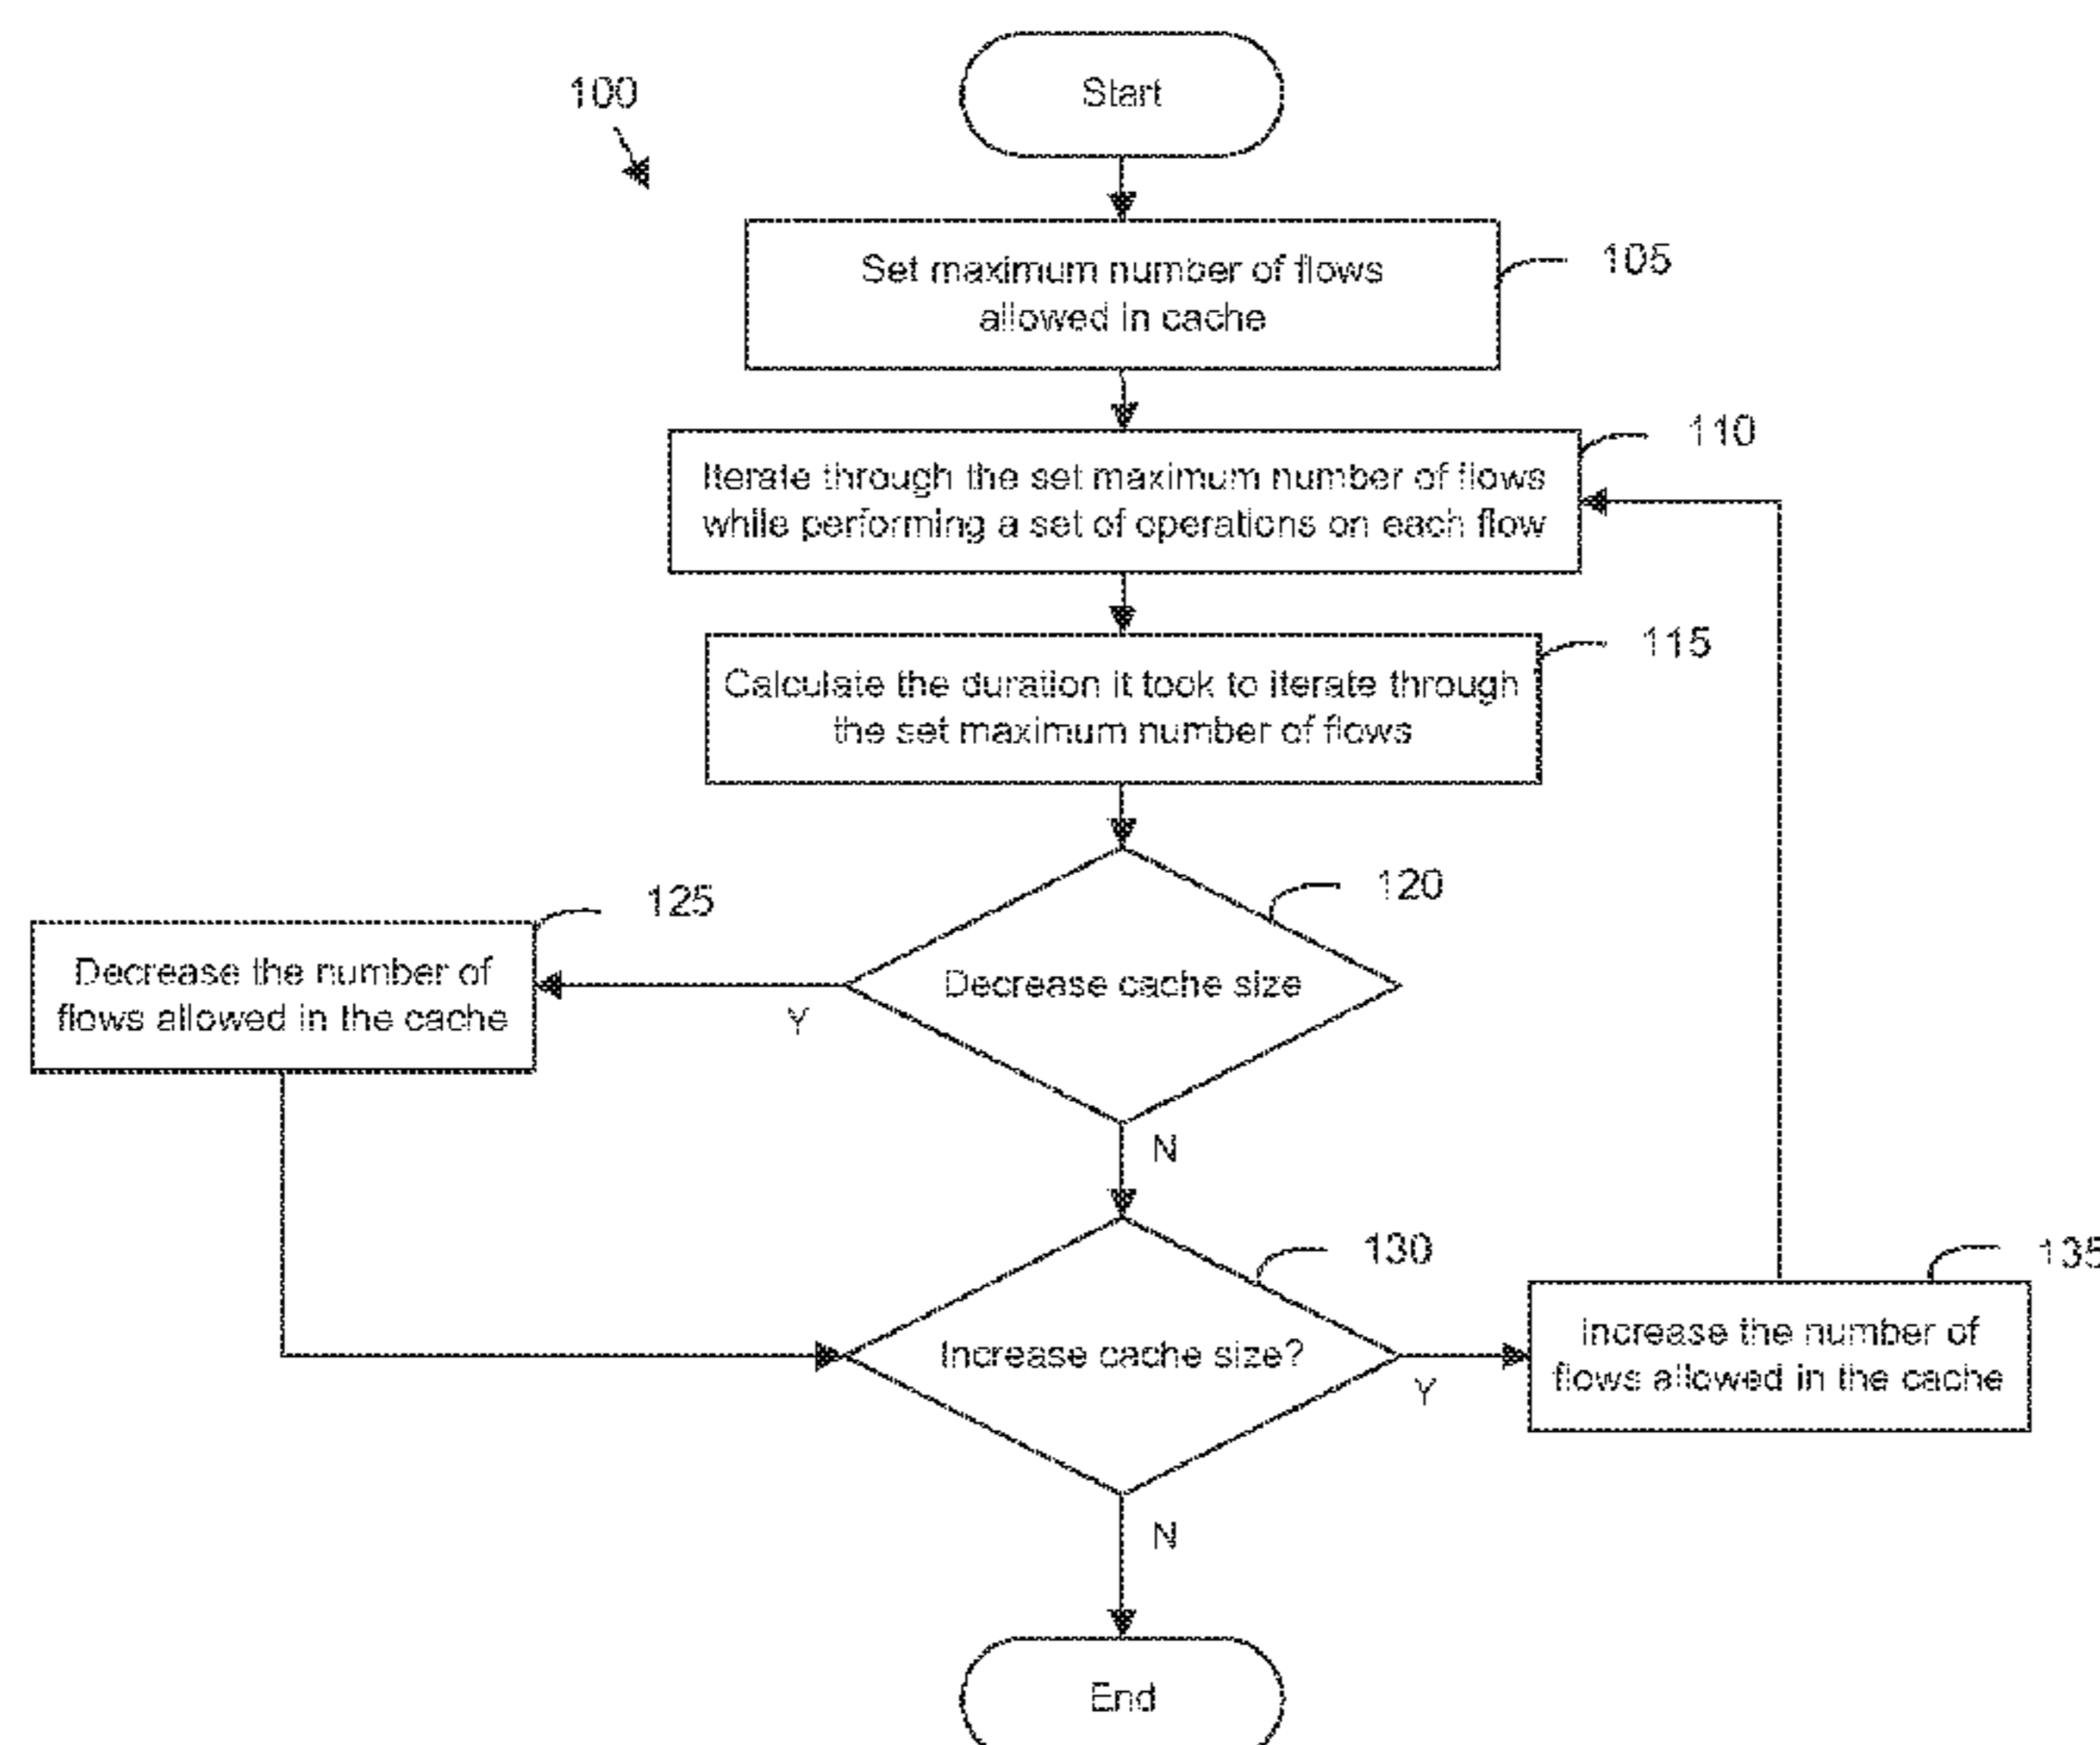 Start
100
Set maximum number of flows
allowed in cache
105
Iterate through the set maximum number of flows
while performing a set of operations on each flow
110
Calculate the duration it took to iterate through
the set maximum number of flows
115
Decrease cache size
120
Y
Decrease the number of
flows allowed in the cache
125
N
Increase cache size?
130
Y
Increase the number of
flows allowed in the cache
135
N
End